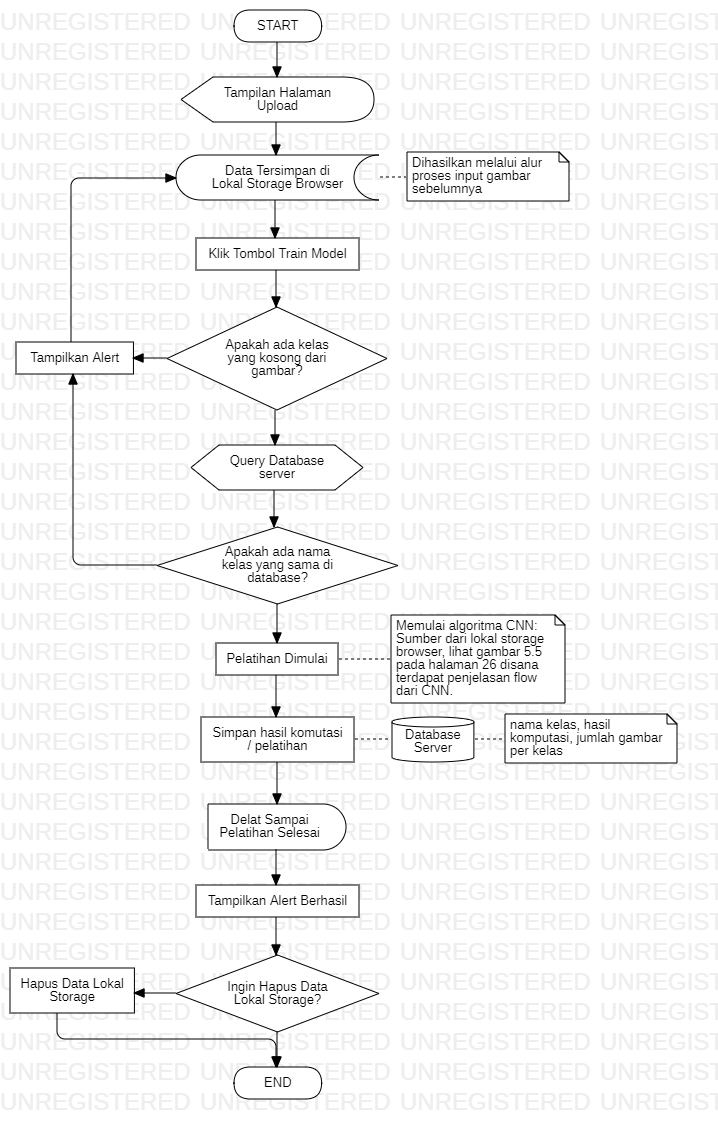 START
Tampilan Halaman
Upload
Data Tersimpan di
Lokal Storage Browser
Dihasilkan melalui alur
proses input gambar
sebelumnya
Klik Tombol Train Model
Apakah ada kelas
yang kosong dari
gambar?
Tampilkan Alert
Query Database
server
Apakah ada nama
kelas yang sama di
database?
Pelatihan Dimulai
Memulai algoritma CNN:
Sumber dari lokal storage
browser, lihat gambar 5.5
pada halaman 26 disana
terdapat penjelasan flow
dari CNN.
Simpan hasil komutasi
/ pelatihan
Database
Server
nama kelas, hasil
komputasi, jumlah gambar
per kelas
Delat Sampai
Pelatihan Selesai
Tampilkan Alert Berhasil
Ingin Hapus Data
Lokal Storage?
Hapus Data Lokal
Storage
END
UNREGISTERED